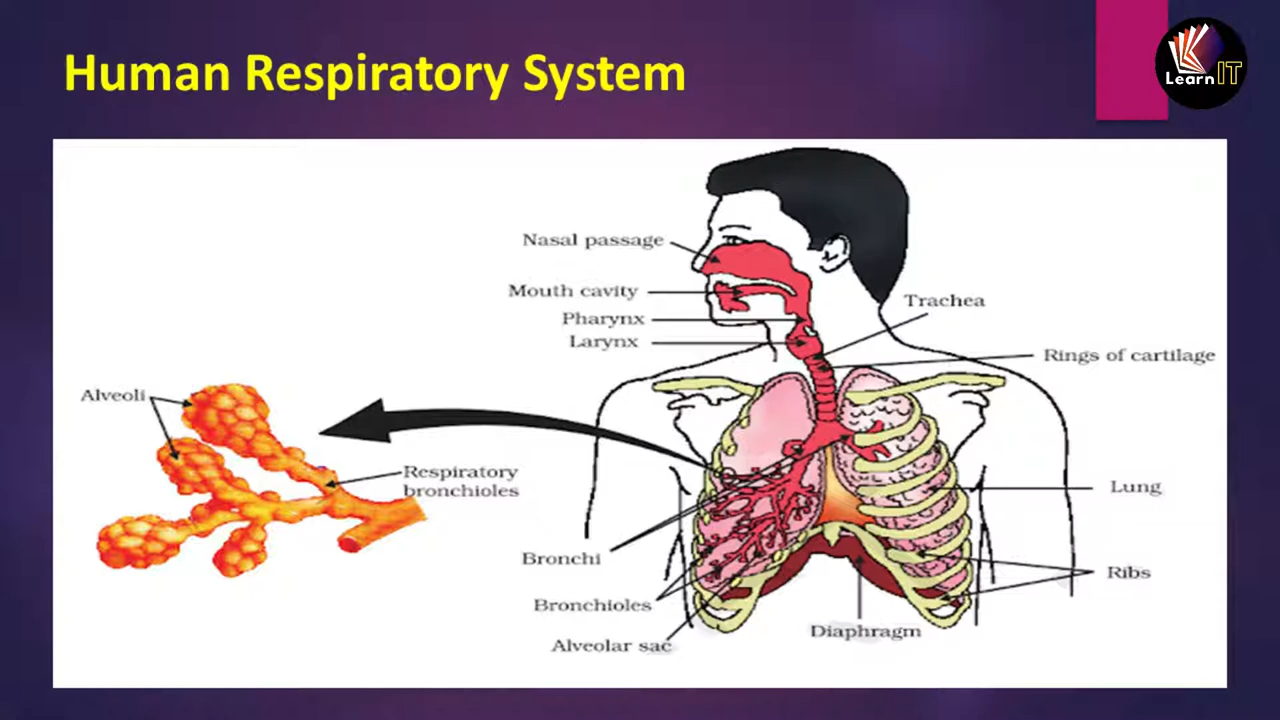 Human Respiratory System
Learn IT
Nasal passage
Mouth cavity
Pharynx
Larynx
Trachea
Rings of cartilage
Alveoli
Respiratory
bronchioles
Lung
Bronchi
Ribs
Bronchioles
Diaphragm
Alveolar sac